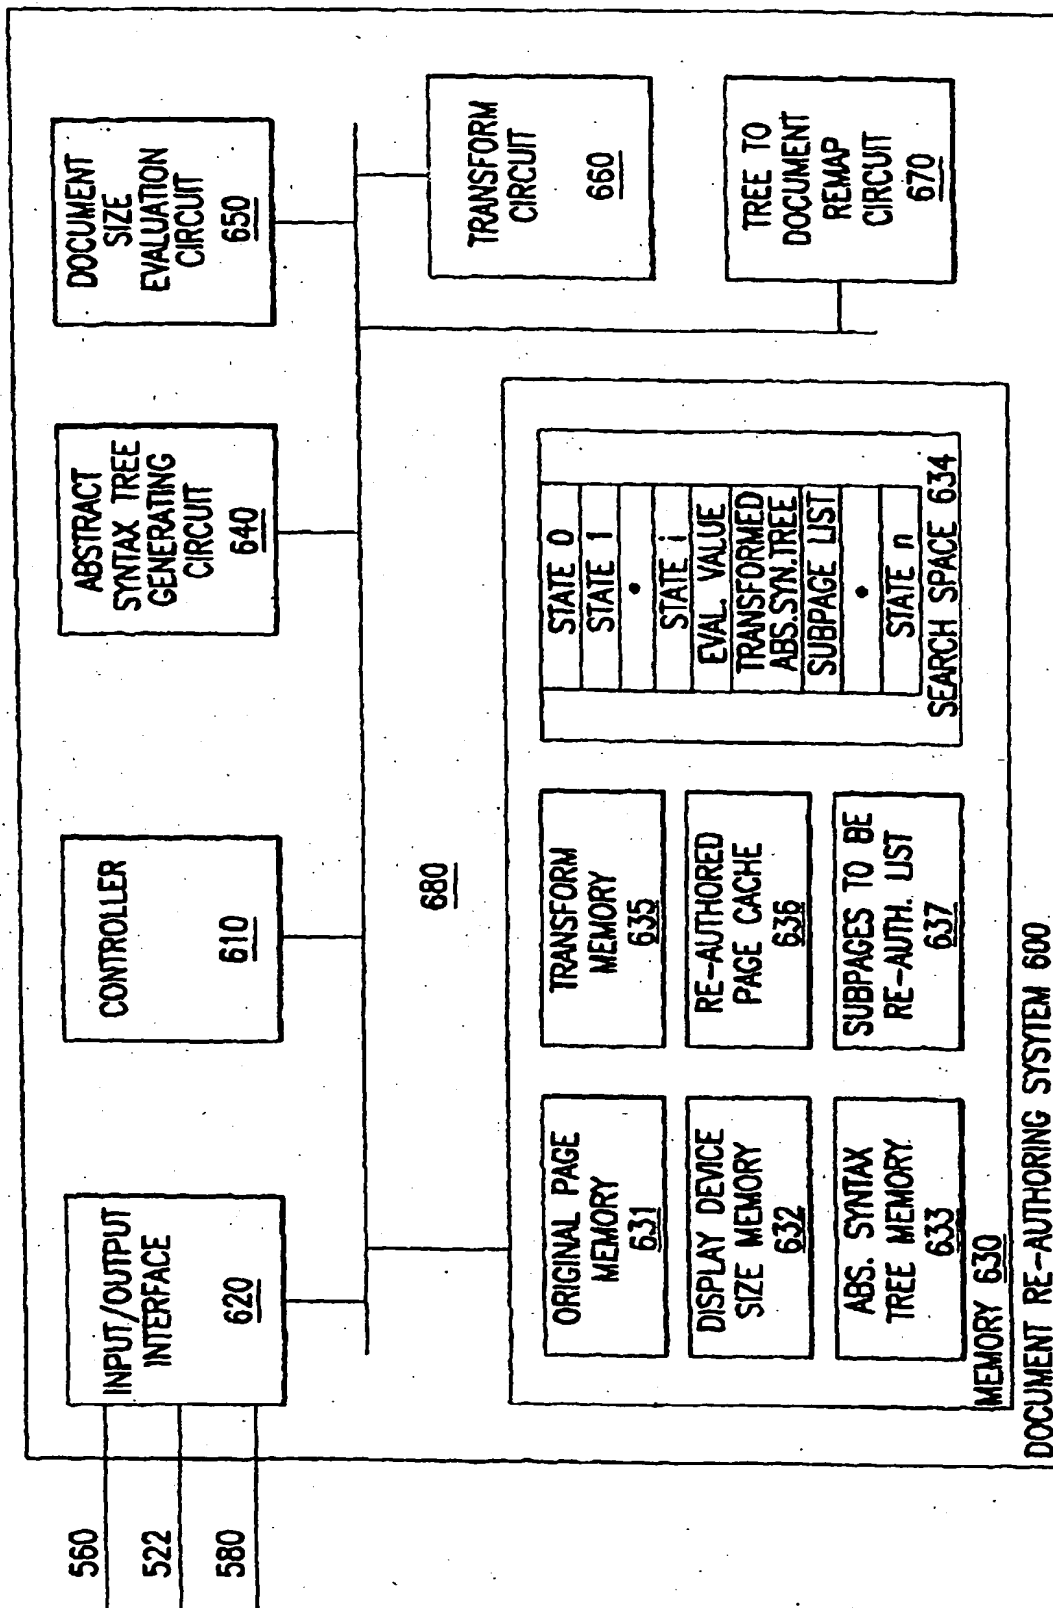 560
522
580
INPUT/OUTPUT
INTERFACE
620
CONTROLLER
610
ABSTRACT
SYNTAX TREE
GENERATING
CIRCUIT
640
DOCUMENT
SIZE
EVALUATION
CIRCUIT
650
680
TRANSFORM
CIRCUIT
660
TREE TO
DOCUMENT
REMAP
CIRCUIT
670
ORIGINAL PAGE
MEMORY
631
DISPLAY DEVICE
SIZE MEMORY
632
ABS. SYNTAX
TREE MEMORY
633
TRANSFORM
MEMORY
635
RE-AUTHORED
PAGE CACHE
636
SUBPAGES TO BE
RE-AUTH. LIST
637
STATE 0
STATE 1
•
STATE i
EVAL. VALUE
TRANSFORMED
ABS.SYN.TREE
SUBPAGE LIST
•
STATE n
SEARCH SPACE 634
MEMORY 630
DOCUMENT RE-AUTHORING SYSYTEM 600